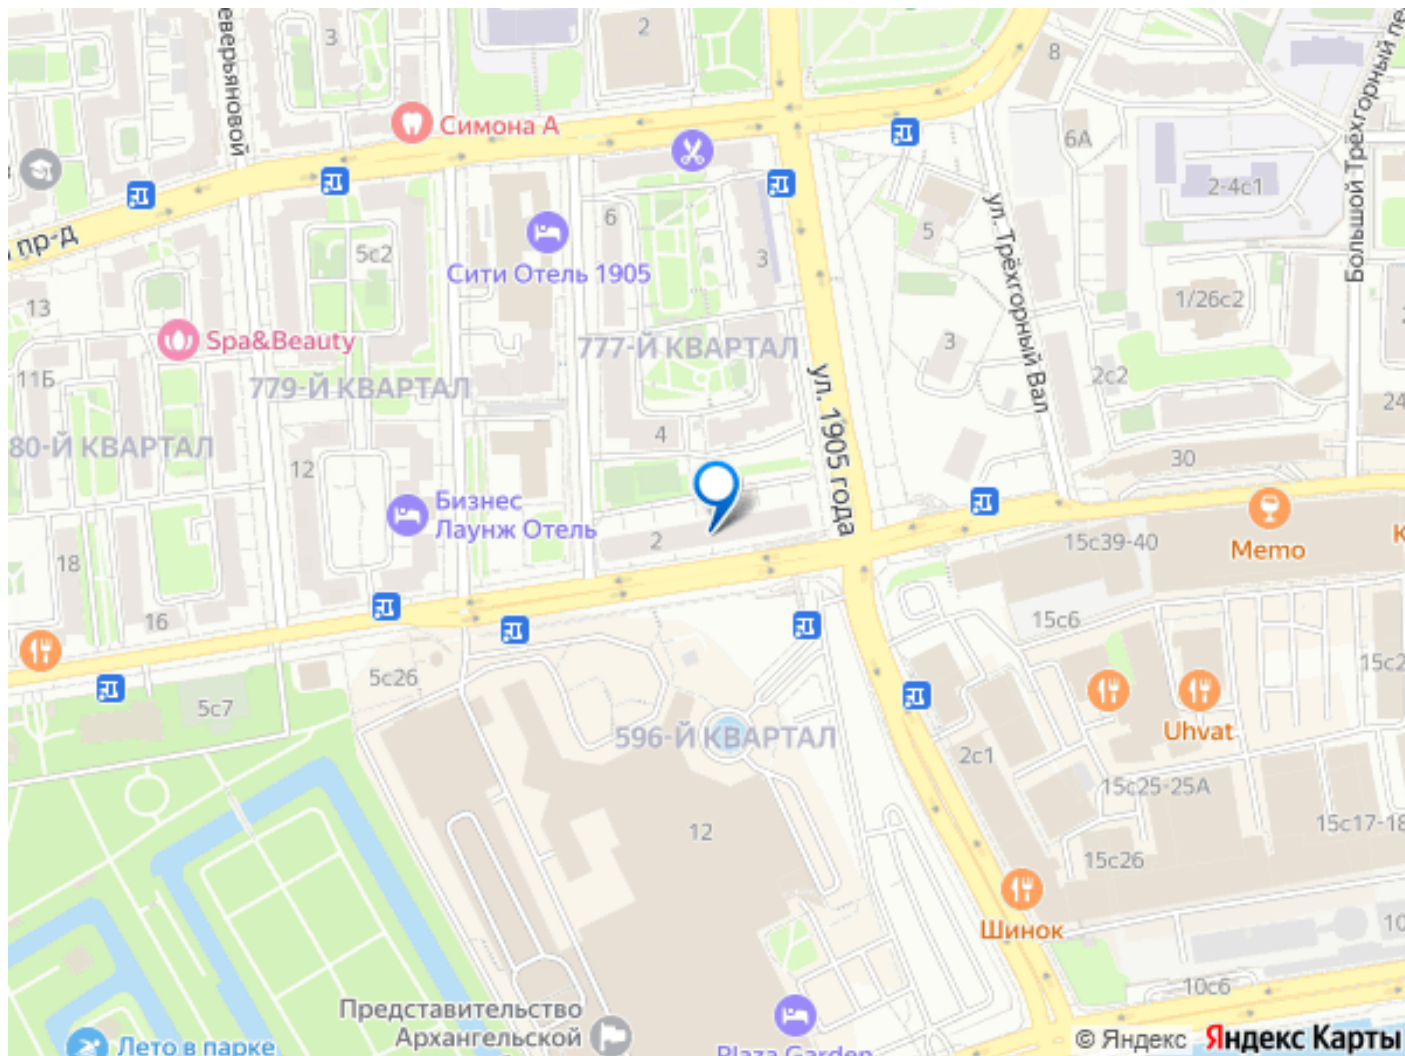 еверьяновой
3
2
8
Большой Трёхгорный пе
Симона А
6А
2-4с1
пр-д
5с2
6
5
ул. Трёхгорный Вал
Сити Отель 1905
3
13
1/26с2
Spa&Beauty
777-Й КВАРТАЛ
3
11Б
779-Й КВАРТАЛ
ул. 1905 года
2с2
24
80-Й КВАРТАЛ
4
12
30
Бизнес
Лаунж Отель
2
15с39-40
Memo
К
18
16
15с6
5с26
15с2
5с7
Uhvat
596-Й КВАРТАЛ
2с1
15с25-25А
12
15с17-18
15с26
Шинок
10
10с6
Представительство
Архангельской
© Яндекс
Яндекс Карты
Лето в парке
Plaza Garden